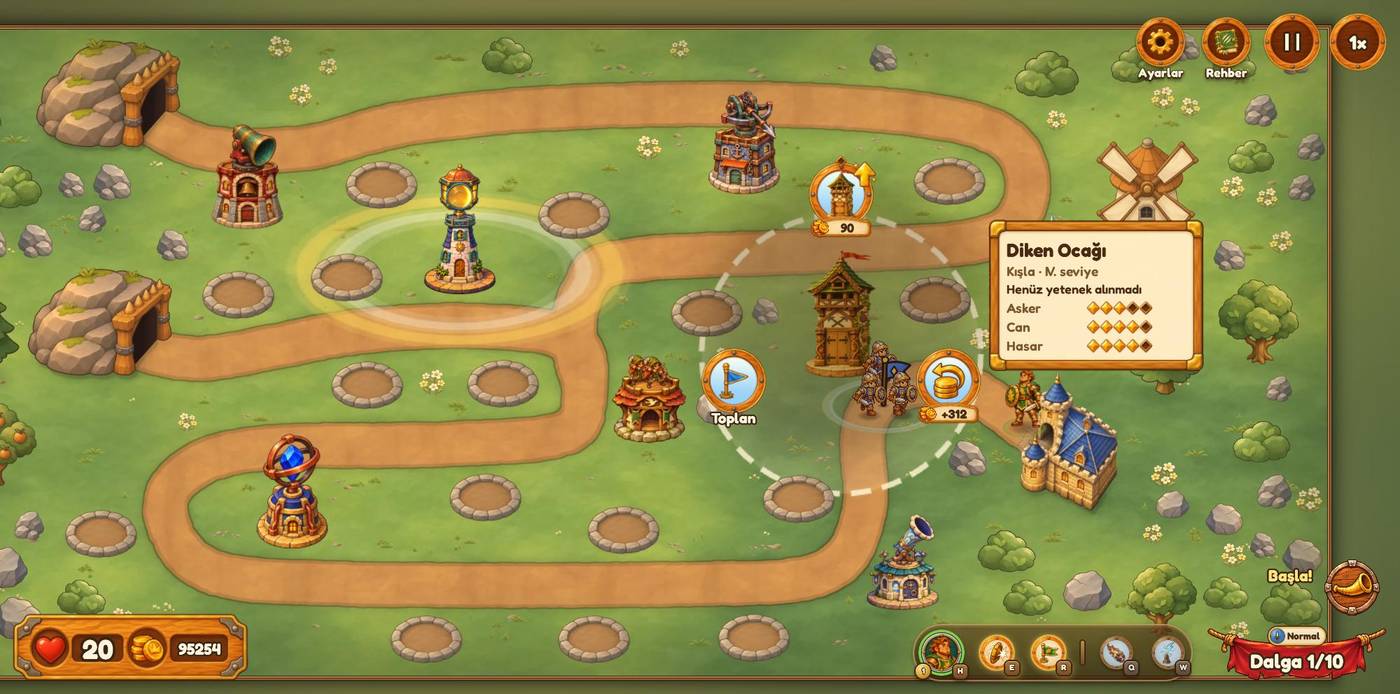 Ayarlar
Rehber
1x
90
Diken Ocağı
Kışla · IV. seviye
Henüz yetenek alınmadı
Asker
Can
Hasar
Toplan
+312
Başla!
20
95254
1
H
E
R
Q
W
Normal
Dalga 1/10